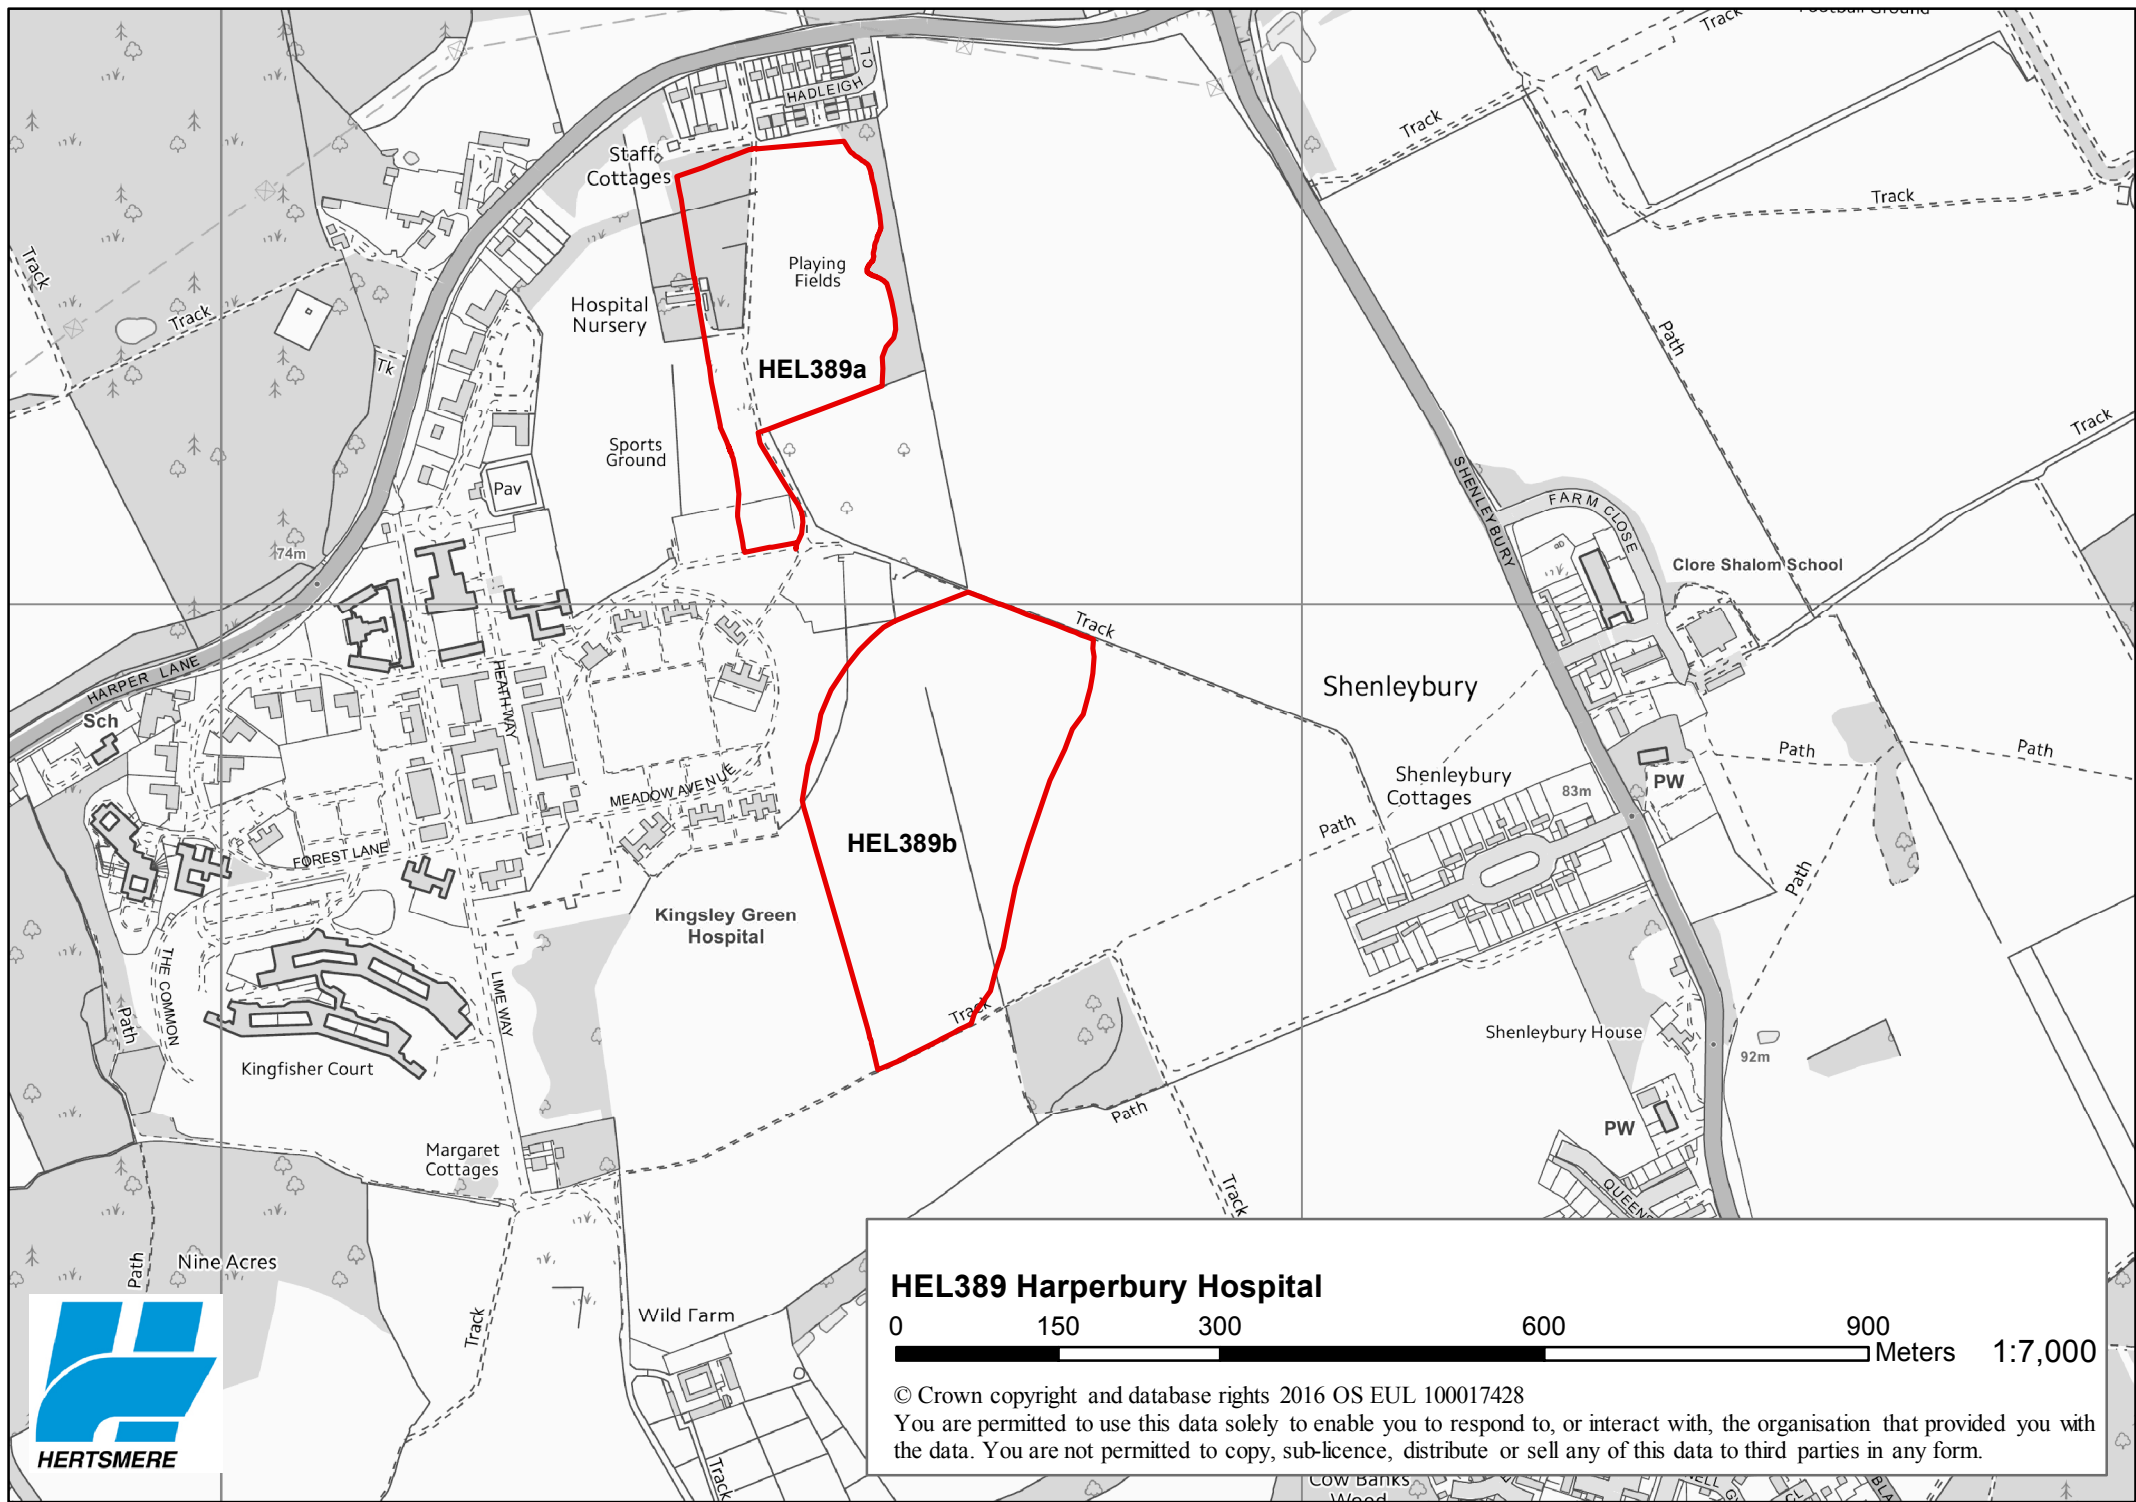 Track
HADLEIGH CL
Track
Staff
Cottages
Track
Track
Playing
Fields
Hospital
Nursery
Track
Path
Tk
HEL389a
Track
Sports
Ground
SHENLEYBURY
Pav
FARM CLOSE
74m
Clore Shalom School
Track
HARPER LANE
HEATH WAY
Shenleybury
Sch
Path
Path
MEADOW AVENUE
Shenleybury
Cottages
83m
PW
Path
HEL389b
FOREST LANE
Path
Kingsley Green
Hospital
THE COMMON
LIME WAY
Path
Track
Shenleybury House
92m
Kingfisher Court
Path
PW
Margaret
Cottages
Track
QUEENS
Path
Nine Acres
Track
Wild Farm
HEL389 Harperbury Hospital
0 150 300 600 900
Meters 1:7,000
© Crown copyright and database rights 2016 OS EUL 100017428
You are permitted to use this data solely to enable you to respond to, or interact with, the organisation that provided you with
the data. You are not permitted to copy, sub-licence, distribute or sell any of this data to third parties in any form.
HERTSMERE
Track
Cow Banks
Wood